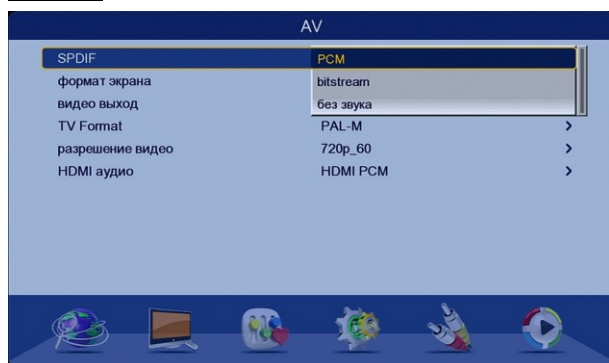 AV
SPDIF PCM
формат экрана bitstream
видео выход без звука
TV Format PAL-M
разрешение видео 720p_60
HDMI аудио HDMI PCM